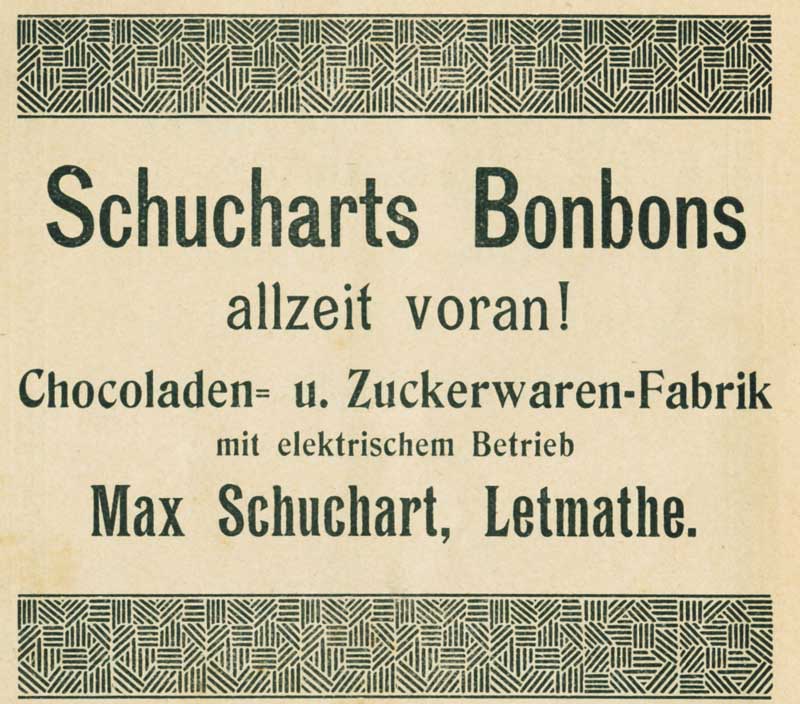 Schucharts Bonbons
allzeit voran!
Chocoladen= u. Zuckerwaren-Fabrik
mit elektrischem Betrieb
Max Schuchart, Letmathe.